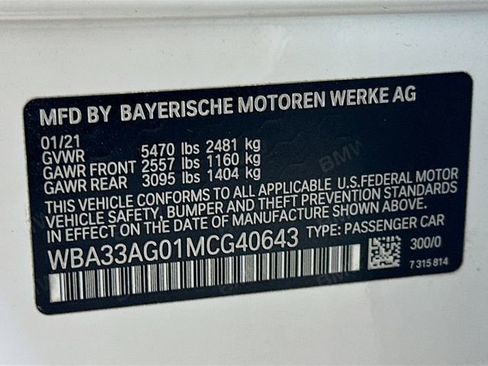 MFD BY BAYERISCHE MOTOREN WERKE AG
01/21
GVWR 5470 lbs 2481 kg
GAWR FRONT 2557 lbs 1160 kg
GAWR REAR 3095 lbs 1404 kg
THIS VEHICLE CONFORMS TO ALL APPLICABLE U.S.FEDERAL MOTOR
VEHICLE SAFETY, BUMPER, AND THEFT PREVENTION STANDARDS
IN EFFECT ON THE DATE OF MANUFACTURE SHOWN ABOVE.
WBA33AG01MCG40643 TYPE: PASSENGER CAR
300/0
7 315 814